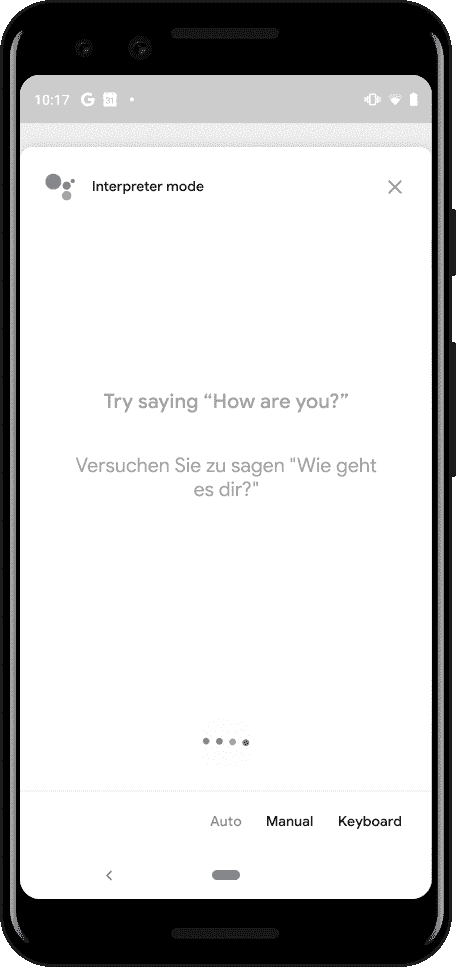 10:17 G 31
Interpreter mode
Try saying “How are you?”
Versuchen Sie zu sagen "Wie geht
es dir?"
Auto Manual Keyboard